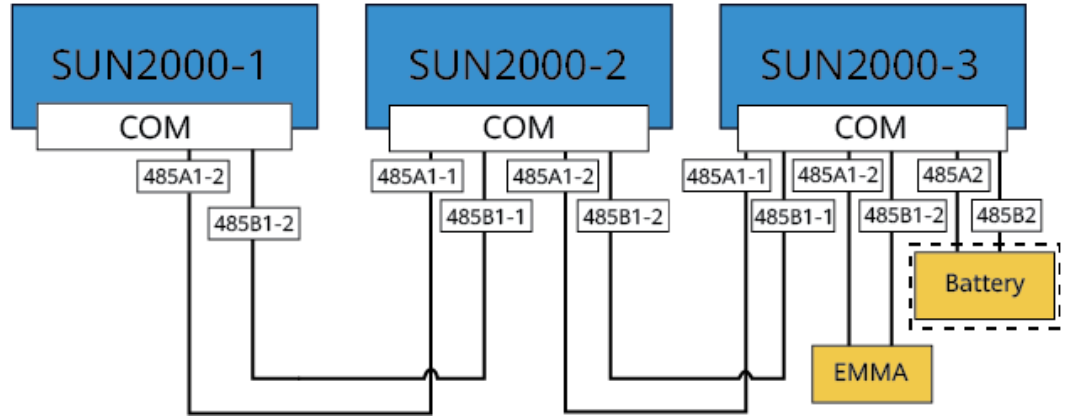 SUN2000-1
SUN2000-2
SUN2000-3
COM
COM
COM
485A1-2
485A1-1
485A1-2
485A1-1
485A1-2
485A2
485B1-2
485B1-1
485B1-2
485B1-1
485B1-2
485B2
Battery
EMMA